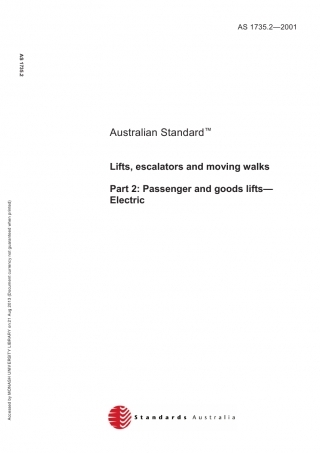 AS 1735.2—2001
AS 1735.2
Australian Standard™
Lifts, escalators and moving walks
Part 2: Passenger and goods lifts—
Electric
Accessed by MONASH UNIVERSITY LIBRARY on 21 Aug 2013 (Document currency not guaranteed when printed)
Standards Australia